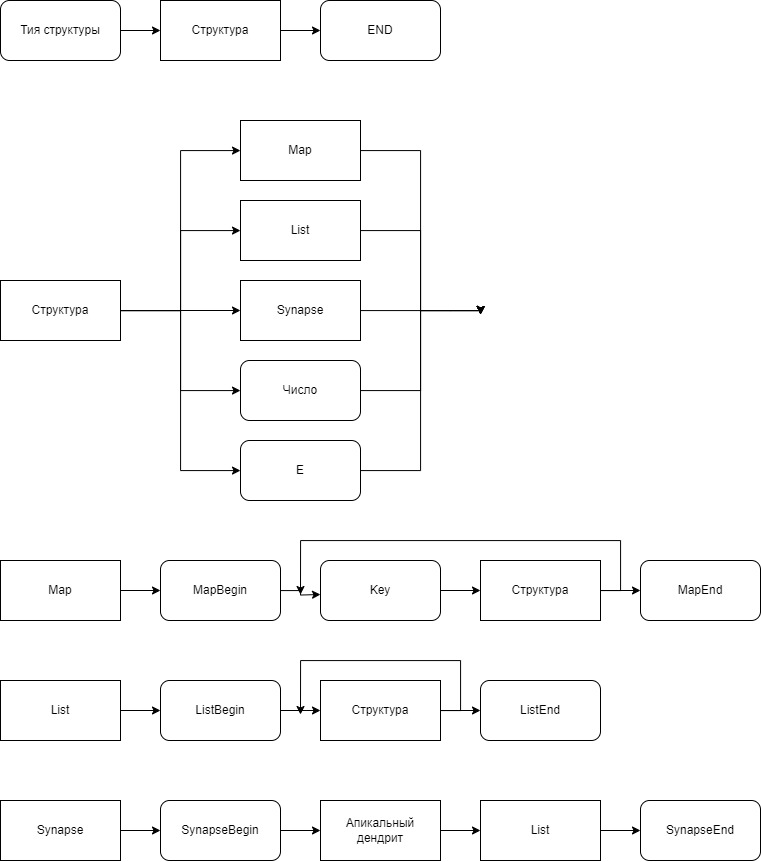 Тия структуры
Структура
END
Map
List
Структура
Synapse
Число
E
Map
MapBegin
Key
Структура
MapEnd
List
ListBegin
Структура
ListEnd
Synapse
SynapseBegin
Апикальный
дендрит
List
SynapseEnd